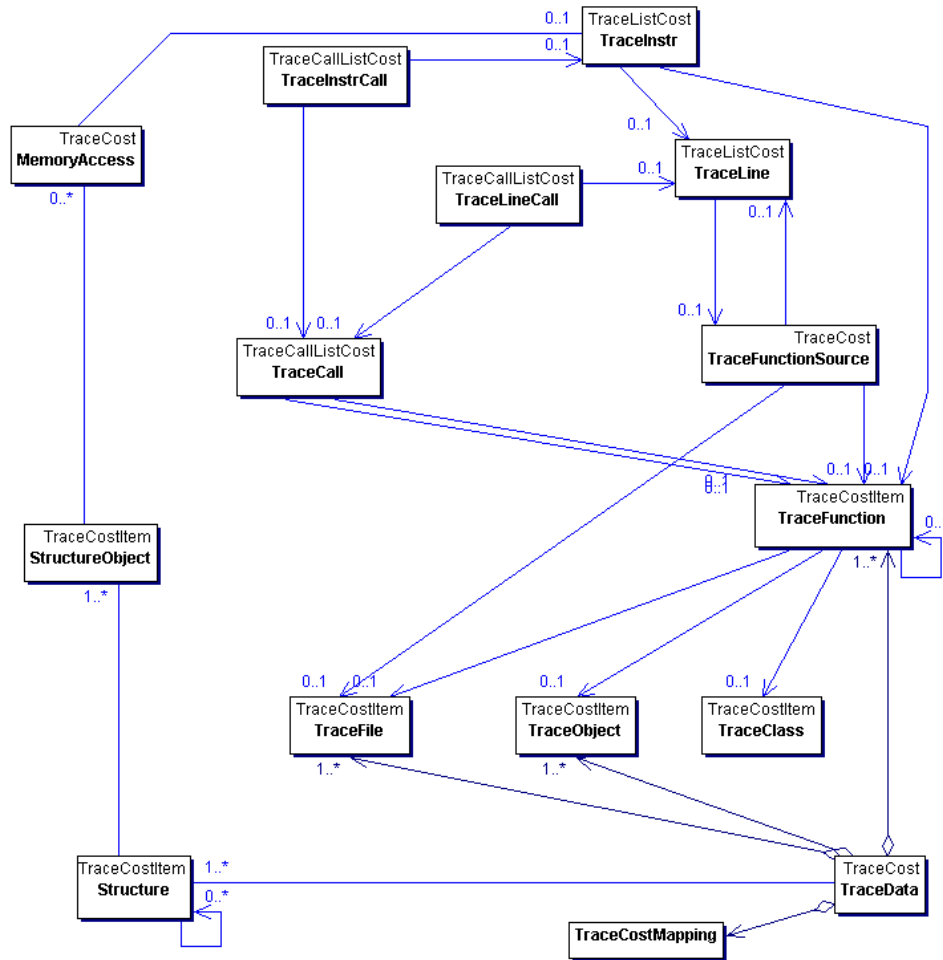 0..1
TraceListCost
TraceInstr
TraceCallListCost
TraceInstrCall
0..1
TraceCost
MemoryAccess
0..*
0..1
TraceListCost
TraceLine
TraceCallListCost
TraceLineCall
0..1
0..1
0..1
0..1
0..1
TraceCallListCost
TraceCall
TraceCost
TraceFunctionSource
0..1
0..1
0..1
0..1
TraceCostItem
TraceFunction
0..
1..*
TraceCostItem
StructureObject
1..*
0..1
0..1
0..1
0..1
TraceCostItem
TraceFile
TraceCostItem
TraceObject
TraceCostItem
TraceClass
1..*
1..*
TraceCostItem
Structure
1..*
0..*
TraceCost
TraceData
TraceCostMapping